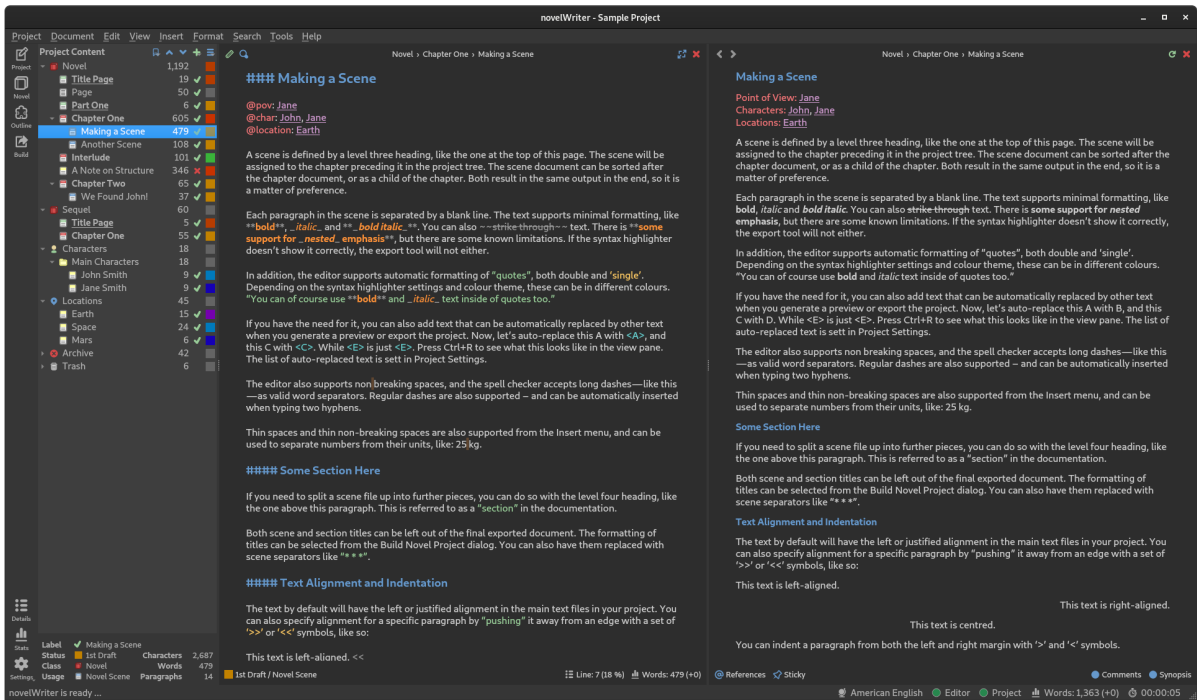 novelWriter - Sample Project
Project Document Edit View Insert Format Search Tools Help
Project
Novel
Outline
Build
Details
Stats
Settings
Project Content
Novel 1,192
Title Page 19
Page 50
Part One 6
Chapter One 605
Making a Scene 479
Another Scene 108
Interlude 101
A Note on Structure 346
Chapter Two 65
We Found John! 37
Sequel 60
Title Page 5
Chapter One 55
Characters 18
Main Characters 18
John Smith 9
Jane Smith 9
Locations 45
Earth 15
Space 24
Mars 6
Archive 42
Trash 6
Label Making a Scene
Status 1st Draft Characters 2,687
Class Novel Words 479
Usage Novel Scene Paragraphs 14
Novel › Chapter One › Making a Scene
### Making a Scene
@pov: Jane
@char: John, Jane
@location: Earth
A scene is defined by a level three heading, like the one at the top of this page. The scene will be
assigned to the chapter preceding it in the project tree. The scene document can be sorted after
the chapter document, or as a child of the chapter. Both result in the same output in the end, so it is
a matter of preference.
Each paragraph in the scene is separated by a blank line. The text supports minimal formatting, like
**bold**, _italic_ and **_bold italic_**. You can also ~~strike through~~ text. There is **some
support for _nested_ emphasis**, but there are some known limitations. If the syntax highlighter
doesn't show it correctly, the export tool will not either.
In addition, the editor supports automatic formatting of “quotes”, both double and ‘single’.
Depending on the syntax highlighter settings and colour theme, these can be in different colours.
“You can of course use **bold** and _italic_ text inside of quotes too.”
If you have the need for it, you can also add text that can be automatically replaced by other text
when you generate a preview or export the project. Now, let's auto-replace this A with <A>, and
this C with <C>. While <E> is just <E>. Press Ctrl+R to see what this looks like in the view pane.
The list of auto-replaced text is sett in Project Settings.
The editor also supports non breaking spaces, and the spell checker accepts long dashes—like this
—as valid word separators. Regular dashes are also supported – and can be automatically inserted
when typing two hyphens.
Thin spaces and thin non-breaking spaces are also supported from the Insert menu, and can be
used to separate numbers from their units, like: 25 kg.
#### Some Section Here
If you need to split a scene file up into further pieces, you can do so with the level four heading, like
the one above this paragraph. This is referred to as a “section” in the documentation.
Both scene and section titles can be left out of the final exported document. The formatting of
titles can be selected from the Build Novel Project dialog. You can also have them replaced with
scene separators like “* * *”.
#### Text Alignment and Indentation
The text by default will have the left or justified alignment in the main text files in your project. You
can also specify alignment for a specific paragraph by “pushing” it away from an edge with a set of
‘>>’ or ‘<<’ symbols, like so:
This text is left-aligned. <<
1st Draft / Novel Scene Line: 7 (18 %) Words: 479 (+0)
Novel › Chapter One › Making a Scene
Making a Scene
Point of View: Jane
Characters: John, Jane
Locations: Earth
A scene is defined by a level three heading, like the one at the top of this page. The scene will be
assigned to the chapter preceding it in the project tree. The scene document can be sorted after the
chapter document, or as a child of the chapter. Both result in the same output in the end, so it is a
matter of preference.
Each paragraph in the scene is separated by a blank line. The text supports minimal formatting, like
bold, italic and bold italic. You can also strike through text. There is some support for nested
emphasis, but there are some known limitations. If the syntax highlighter doesn't show it correctly,
the export tool will not either.
In addition, the editor supports automatic formatting of “quotes”, both double and ‘single’.
Depending on the syntax highlighter settings and colour theme, these can be in different colours.
“You can of course use bold and italic text inside of quotes too.”
If you have the need for it, you can also add text that can be automatically replaced by other text
when you generate a preview or export the project. Now, let's auto-replace this A with B, and this
C with D. While <E> is just <E>. Press Ctrl+R to see what this looks like in the view pane. The list of
auto-replaced text is sett in Project Settings.
The editor also supports non breaking spaces, and the spell checker accepts long dashes—like this
—as valid word separators. Regular dashes are also supported – and can be automatically inserted
when typing two hyphens.
Thin spaces and thin non-breaking spaces are also supported from the Insert menu, and can be
used to separate numbers from their units, like: 25 kg.
Some Section Here
If you need to split a scene file up into further pieces, you can do so with the level four heading, like
the one above this paragraph. This is referred to as a “section” in the documentation.
Both scene and section titles can be left out of the final exported document. The formatting of
titles can be selected from the Build Novel Project dialog. You can also have them replaced with
scene separators like “* * *”.
Text Alignment and Indentation
The text by default will have the left or justified alignment in the main text files in your project. You
can also specify alignment for a specific paragraph by “pushing” it away from an edge with a set of
‘>>’ or ‘<<’ symbols, like so:
This text is left-aligned.
This text is right-aligned.
This text is centred.
You can indent a paragraph from both the left and right margin with ‘>’ and ‘<’ symbols.
References Sticky Comments Synopsis
novelWriter is ready ... American English Editor Project Words: 1,363 (+0) 00:00:05